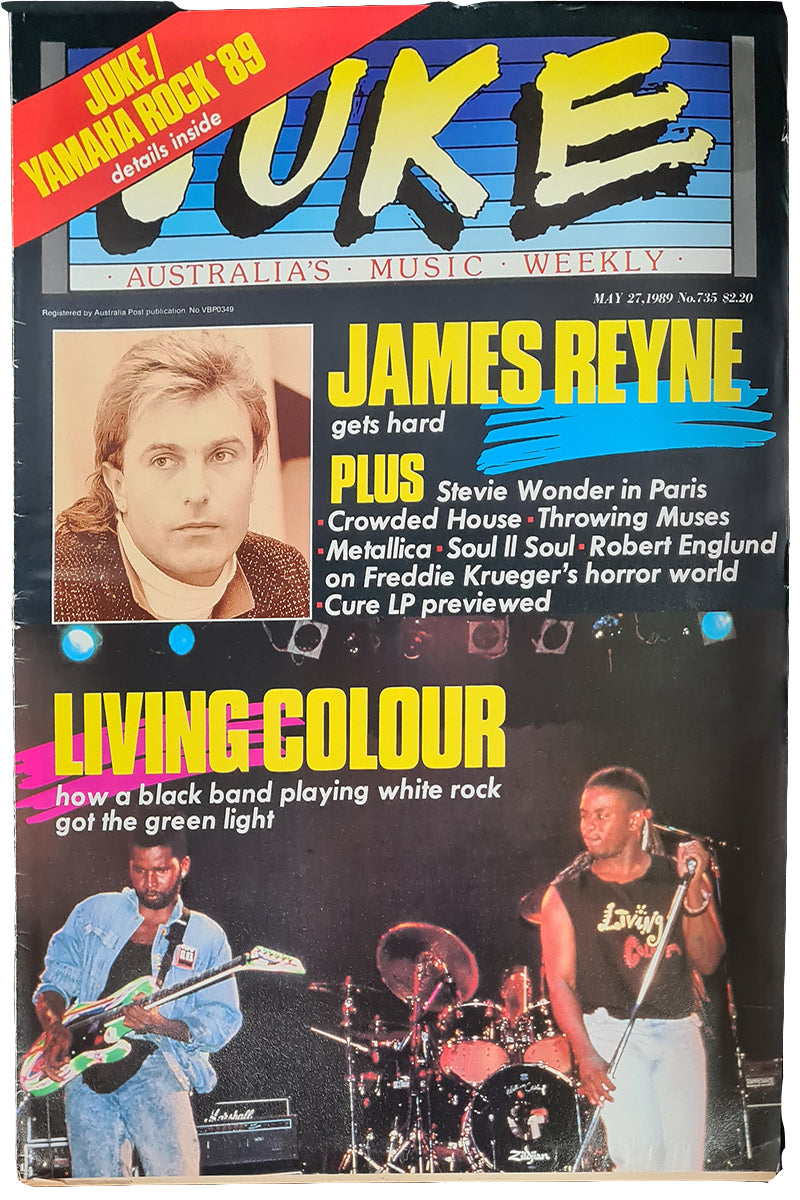 JUKE/
YAMAHA ROCK '89
details inside
JUKE
· AUSTRALIA'S · MUSIC · WEEKLY ·
MAY 27, 1989 No.735 $2.20
Registered by Australia Post publication No VBP0349
JAMES REYNE
gets hard
PLUS Stevie Wonder in Paris
▪Crowded House ▪Throwing Muses
▪Metallica ▪Soul II Soul ▪Robert Englund
on Freddie Krueger's horror world
▪Cure LP previewed
LIVING COLOUR
how a black band playing white rock
got the green light
Living
Colour
Marshall
Zildjian